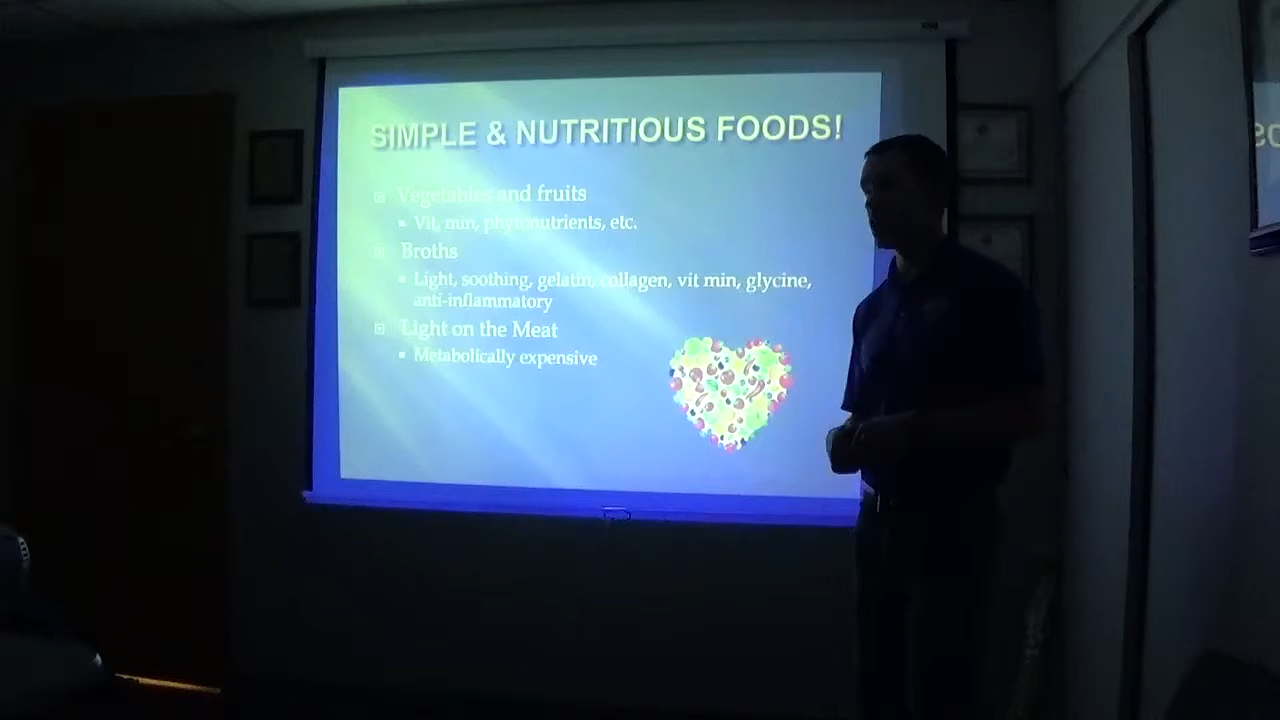 SIMPLE & NUTRITIOUS FOODS!
Vegetables and fruits
Vit, min, phytonutrients, etc.
Broths
Light, soothing, gelatin, collagen, vit min, glycine,
anti-inflammatory
Light on the Meat
Metabolically expensive